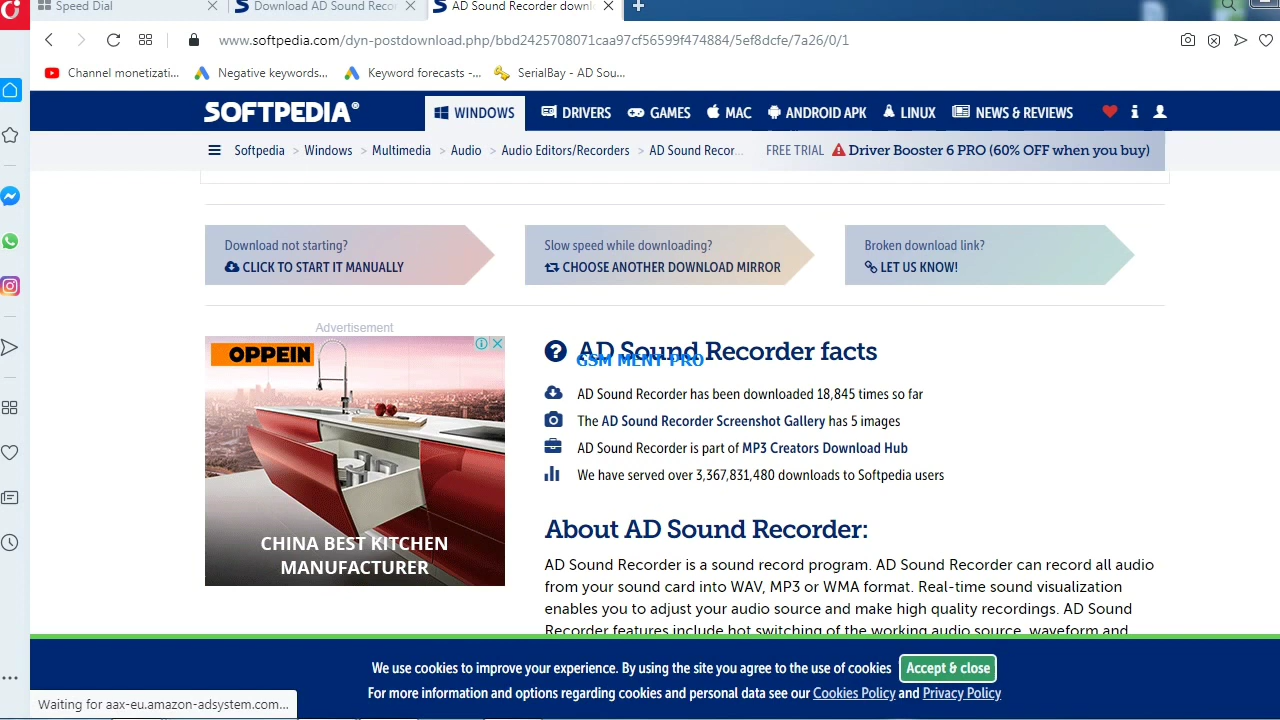 Speed Dial
Download AD Sound Recor
AD Sound Recorder downl
www.softpedia.com/dyn-postdownload.php/bbd2425708071caa97cf56599f474884/5ef8dcfe/7a26/0/1
Channel monetizati...
Negative keywords...
Keyword forecasts -...
SerialBay - AD Sou...
SOFTPEDIA®
WINDOWS
DRIVERS
GAMES
MAC
ANDROID APK
LINUX
NEWS & REVIEWS
Softpedia > Windows > Multimedia > Audio > Audio Editors/Recorders > AD Sound Recor...
FREE TRIAL Driver Booster 6 PRO (60% OFF when you buy)
Download not starting?
CLICK TO START IT MANUALLY
Slow speed while downloading?
CHOOSE ANOTHER DOWNLOAD MIRROR
Broken download link?
LET US KNOW!
Advertisement
OPPEIN
CHINA BEST KITCHEN
MANUFACTURER
AD Sound Recorder facts
GSM MENT PRO
AD Sound Recorder has been downloaded 18,845 times so far
The AD Sound Recorder Screenshot Gallery has 5 images
AD Sound Recorder is part of MP3 Creators Download Hub
We have served over 3,367,831,480 downloads to Softpedia users
About AD Sound Recorder:
AD Sound Recorder is a sound record program. AD Sound Recorder can record all audio
from your sound card into WAV, MP3 or WMA format. Real-time sound visualization
enables you to adjust your audio source and make high quality recordings. AD Sound
Recorder features include hot switching of the working audio source, waveform and
We use cookies to improve your experience. By using the site you agree to the use of cookies
Accept & close
For more information and options regarding cookies and personal data see our Cookies Policy and Privacy Policy
Waiting for aax-eu.amazon-adsystem.com...